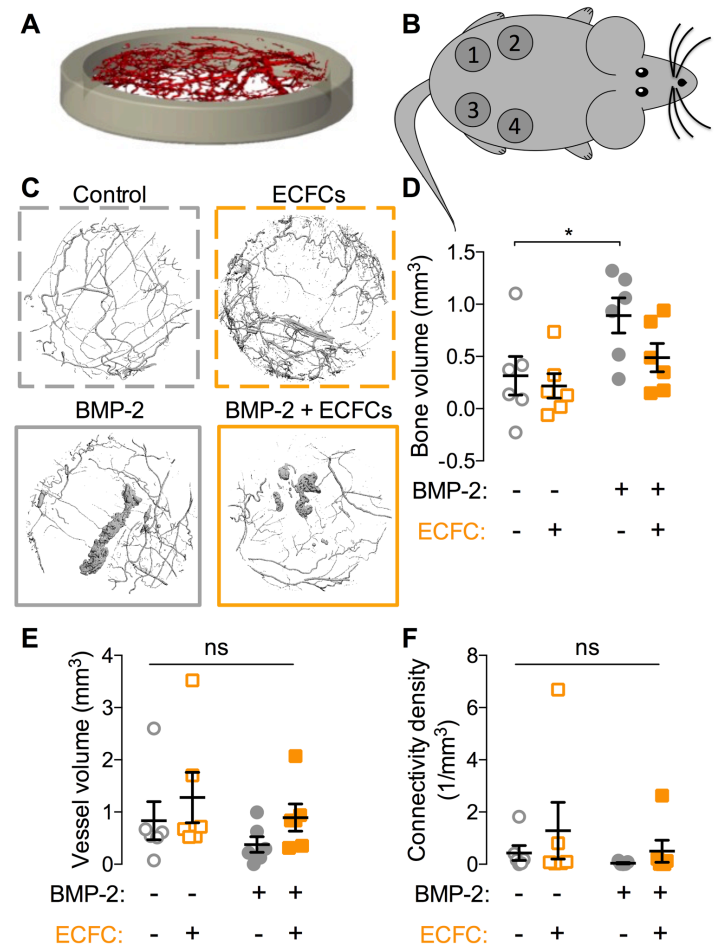 A
B
1
2
3
4
C
Control
ECFCs
BMP-2
BMP-2 + ECFCs
D
*
Bone volume (mm³)
1.5
1.0
0.5
0.0
-0.5
BMP-2: - - + +
ECFC: - + - +
E
ns
Vessel volume (mm³)
4
3
2
1
0
BMP-2: - - + +
ECFC: - + - +
F
ns
Connectivity density
(1/mm³)
8
6
4
2
0
BMP-2: - - + +
ECFC: - + - +